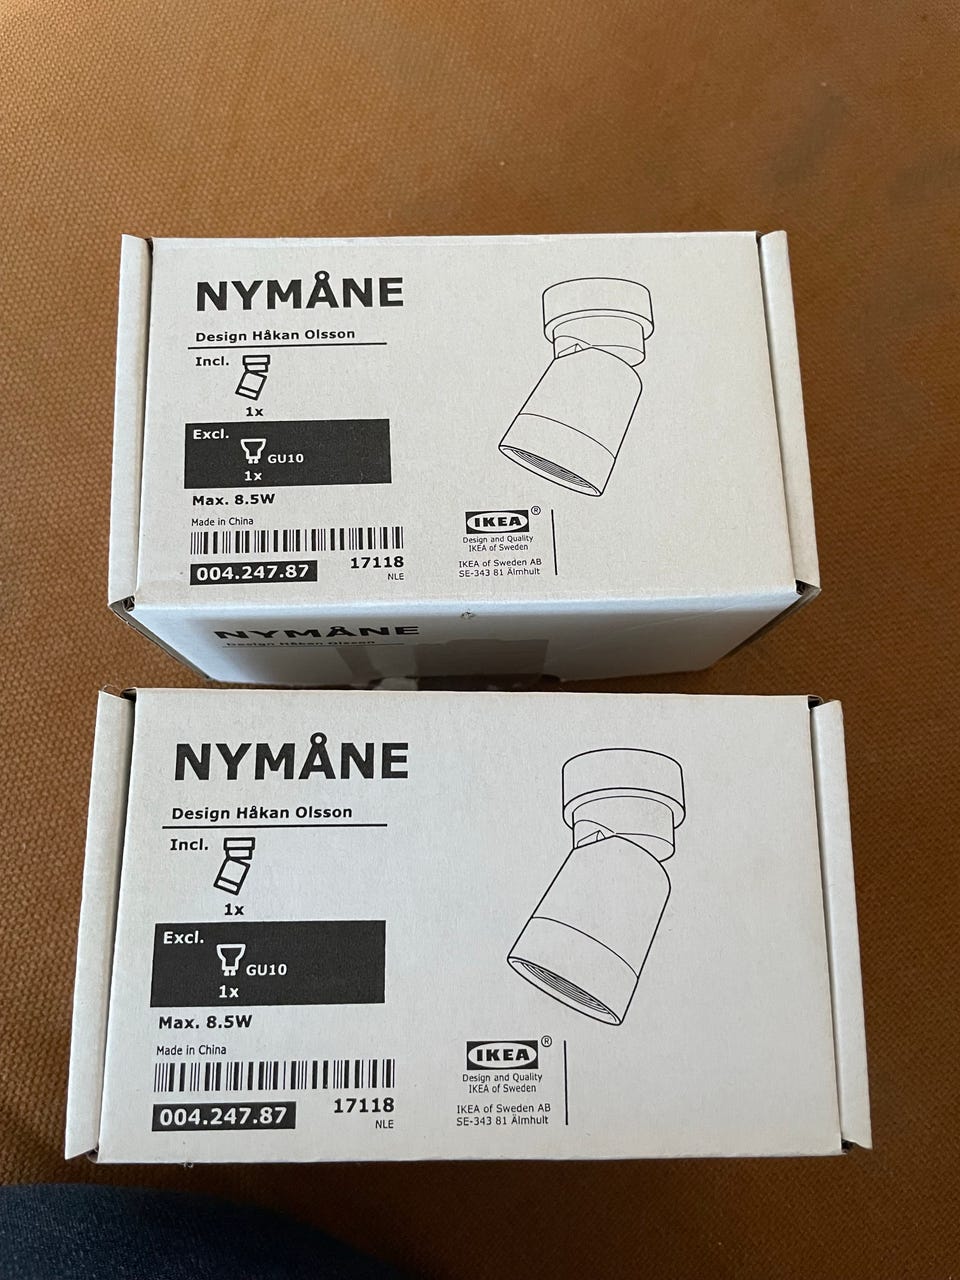 NYMÅNE
Design Håkan Olsson
Incl.
1x
Excl.
GU10
1x
Max. 8.5W
Made in China
004.247.87
17118
NLE
IKEA®
Design and Quality
IKEA of Sweden
IKEA of Sweden AB
SE-343 81 Älmhult
NYMÅNE
Design Håkan Olsson
NYMÅNE
Design Håkan Olsson
Incl.
1x
Excl.
GU10
1x
Max. 8.5W
Made in China
004.247.87
17118
NLE
IKEA®
Design and Quality
IKEA of Sweden
IKEA of Sweden AB
SE-343 81 Älmhult